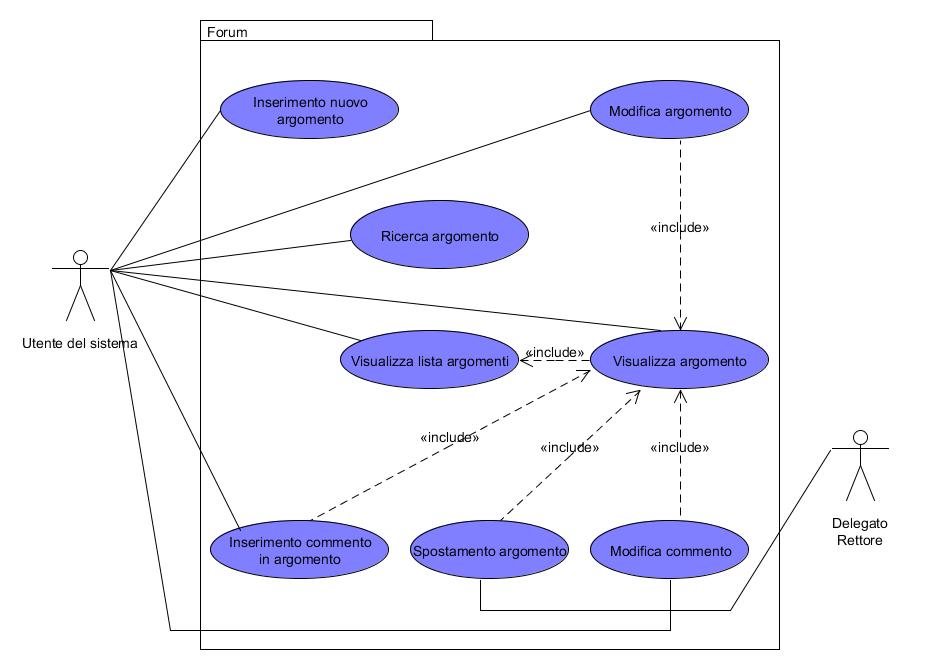 Forum
Inserimento nuovo
argomento
Modifica argomento
«include»
Ricerca argomento
Utente del sistema
Visualizza lista argomenti
«include»
Visualizza argomento
«include»
«include»
«include»
Inserimento commento
in argomento
Spostamento argomento
Modifica commento
Delegato
Rettore